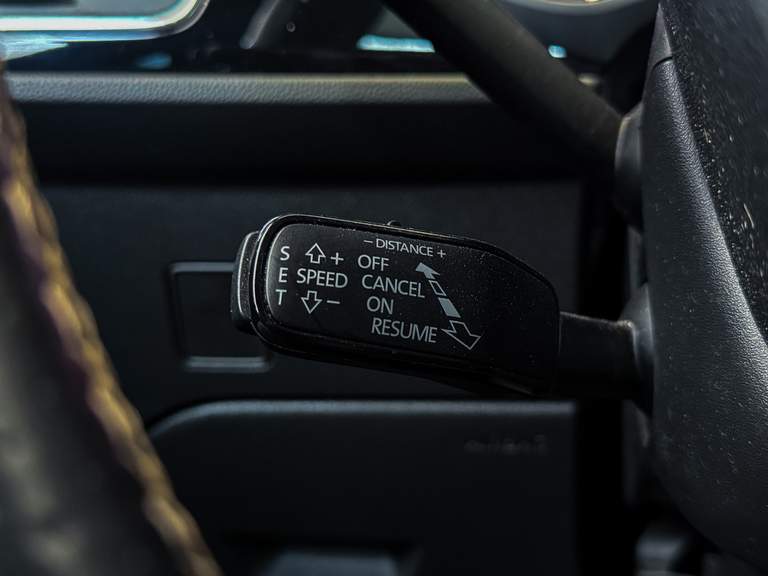 - DISTANCE +
S
E
T
+
SPEED
-
OFF
CANCEL
ON
RESUME